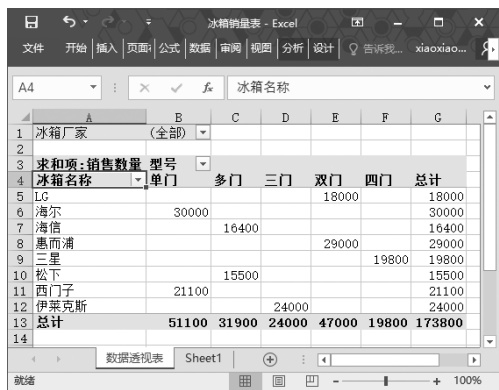 冰箱销量表 - Excel
文件 开始 插入 页面 公式 数据 审阅 视图 分析 设计 告诉我... xiaoxiao...
A4 fx 冰箱名称
A B C D E F G
1 冰箱厂家 (全部)
2
3 求和项:销售数量 型号
4 冰箱名称 单门 多门 三门 双门 四门 总计
5 LG 18000 18000
6 海尔 30000 30000
7 海信 16400 16400
8 惠而浦 29000 29000
9 三星 19800 19800
10 松下 15500 15500
11 西门子 21100 21100
12 伊莱克斯 24000 24000
13 总计 51100 31900 24000 47000 19800 173800
14
数据透视表 Sheet1
就绪 100%